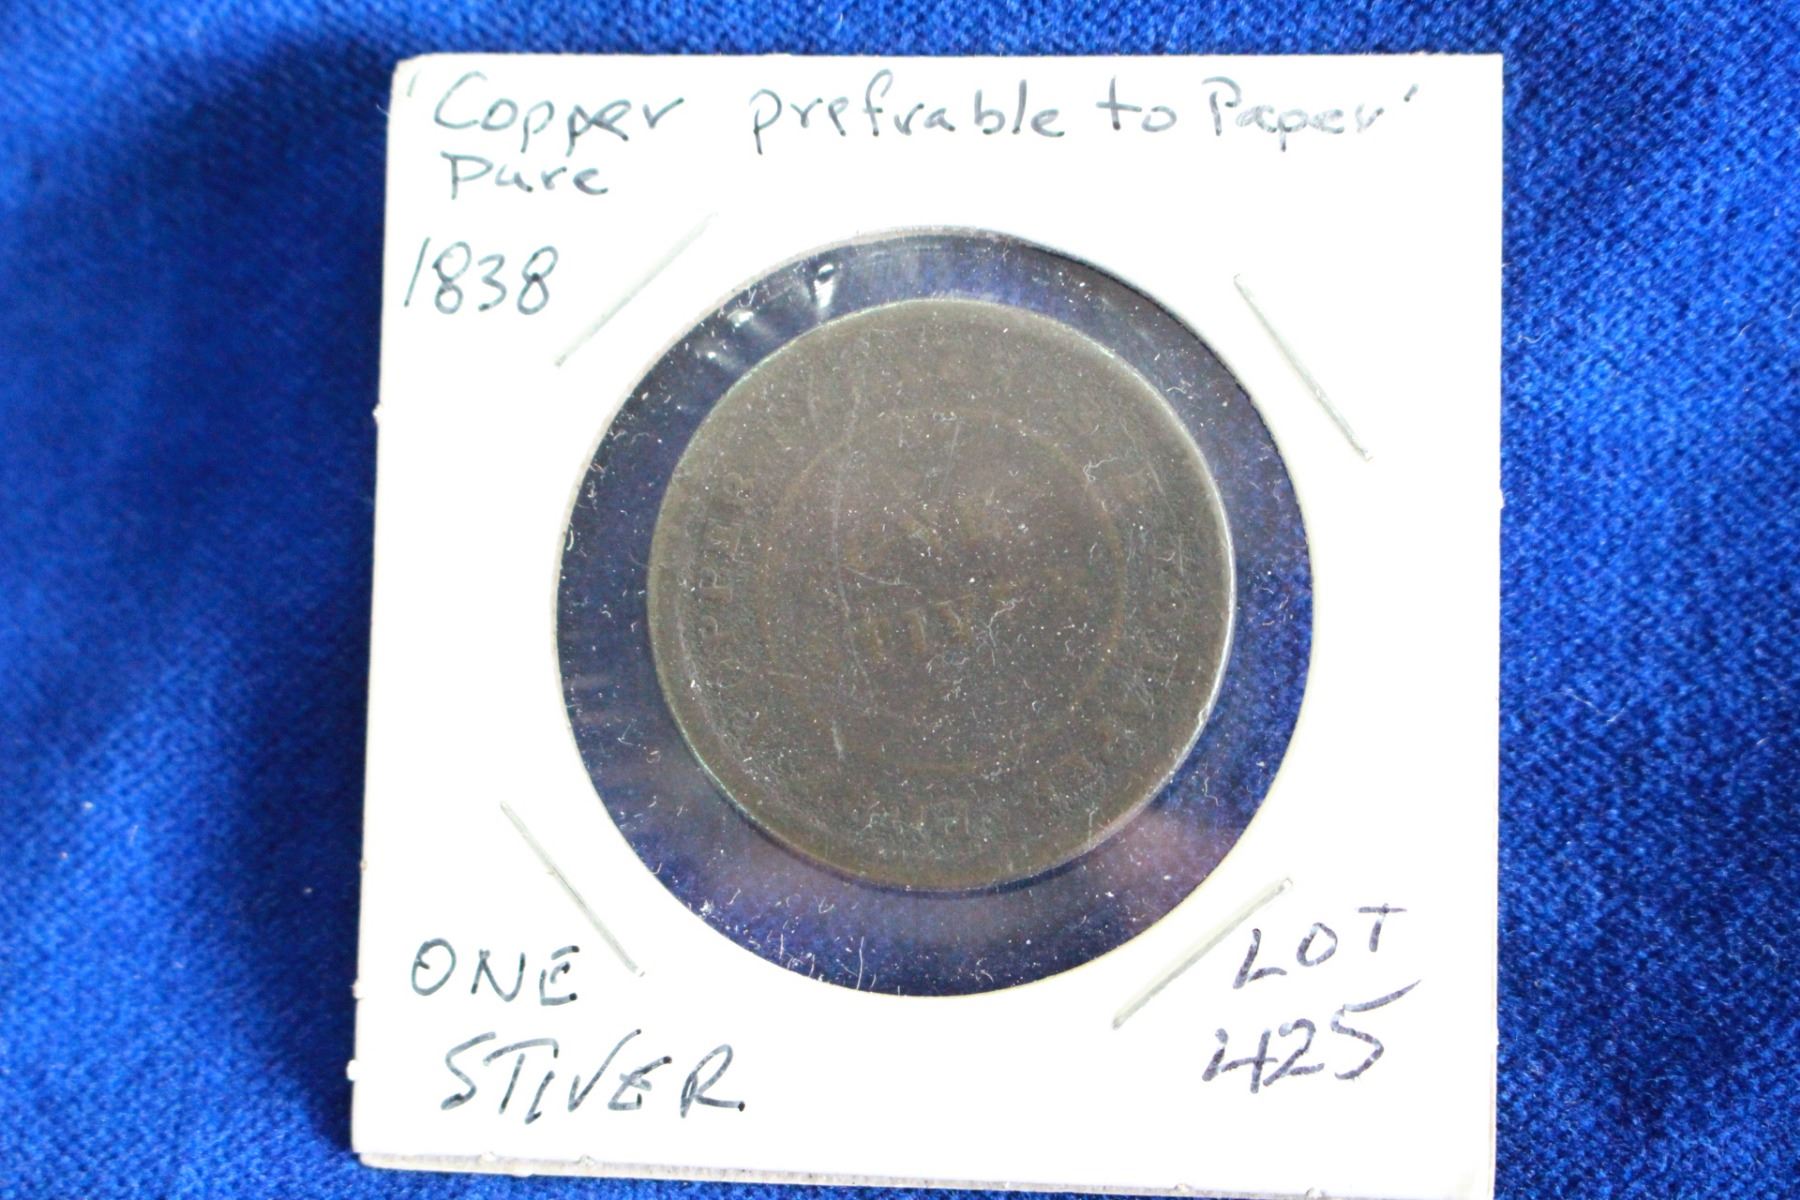 'Copper prefrable to Paper'
Pure
1838
ONE
STIVER
LOT
425